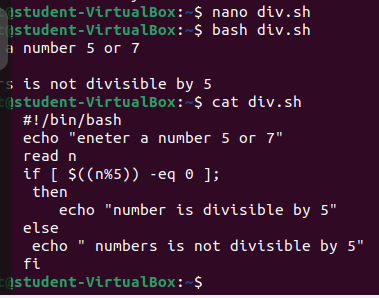 @student-VirtualBox:~$ nano div.sh
@student-VirtualBox:~$ bash div.sh
a number 5 or 7
s is not divisible by 5
@student-VirtualBox:~$ cat div.sh
#!/bin/bash
echo "eneter a number 5 or 7"
read n
if [ $((n%5)) -eq 0 ];
then
echo "number is divisible by 5"
else
echo " numbers is not divisible by 5"
fi
@student-VirtualBox:~$